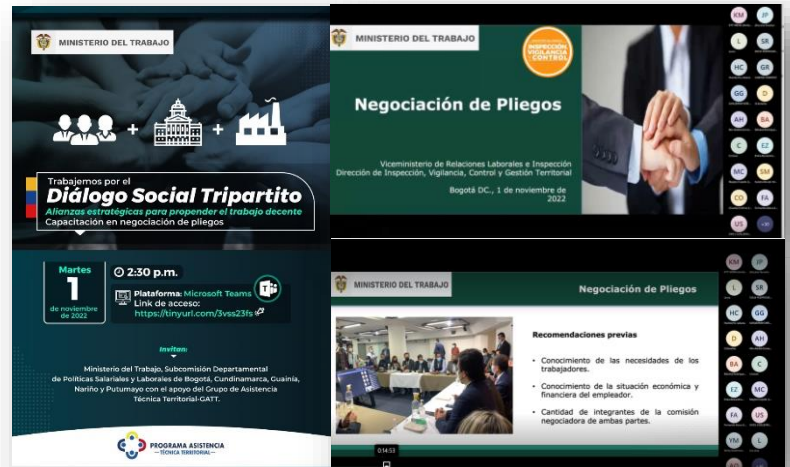 MINISTERIO DEL TRABAJO
Trabajemos por el
Diálogo Social Tripartito
Alianzas estratégicas para propender el trabajo decente
Capacitación en negociación de pliegos
Martes
1
de noviembre
de 2022
2:30 p.m.
Plataforma: Microsoft Teams
Link de acceso:
https://tinyurl.com/3vss23fs
Invitan:
Ministerio del Trabajo, Subcomisión Departamental
de Políticas Salariales y Laborales de Bogotá, Cundinamarca, Guainía,
Nariño y Putumayo con el apoyo del Grupo de Asistencia
Técnica Territorial-GATT.
PROGRAMA ASISTENCIA
TÉCNICA TERRITORIAL
MINISTERIO DEL TRABAJO
INSPECCIÓN
VIGILANCIA
CONTROL
Negociación de Pliegos
Viceministerio de Relaciones Laborales e Inspección
Dirección de Inspección, Vigilancia, Control y Gestión Territorial
Bogotá DC., 1 de noviembre de
2022
KM JP
L SR
HC GR
GG D
AH BA
C EZ
MC SM
CO FA
US
MINISTERIO DEL TRABAJO
Negociación de Pliegos
Recomendaciones previas
• Conocimiento de las necesidades de los
trabajadores.
• Conocimiento de la situación económica y
financiera del empleador.
• Cantidad de integrantes de la comisión
negociadora de ambas partes.
0:14:53
KM JP
L SR
HC GG
D AH
BA C
EZ MC
FA US
YM L